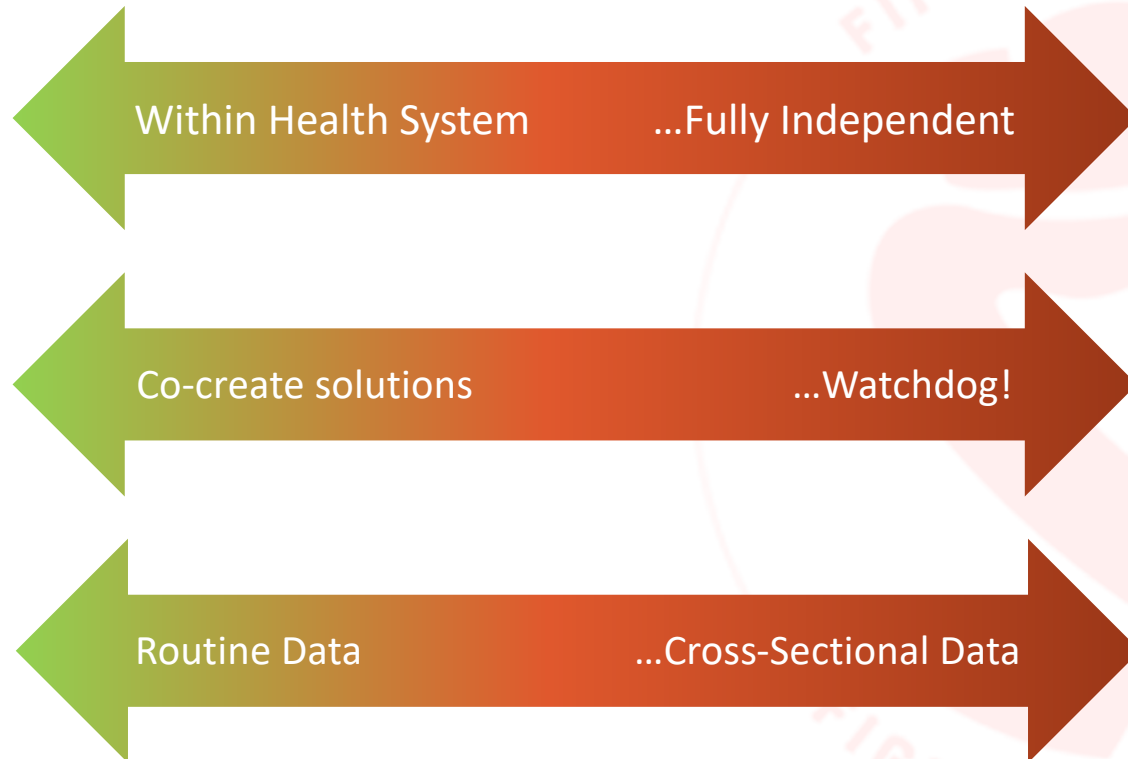 Within Health System …Fully Independent
Co-create solutions …Watchdog!
Routine Data …Cross-Sectional Data